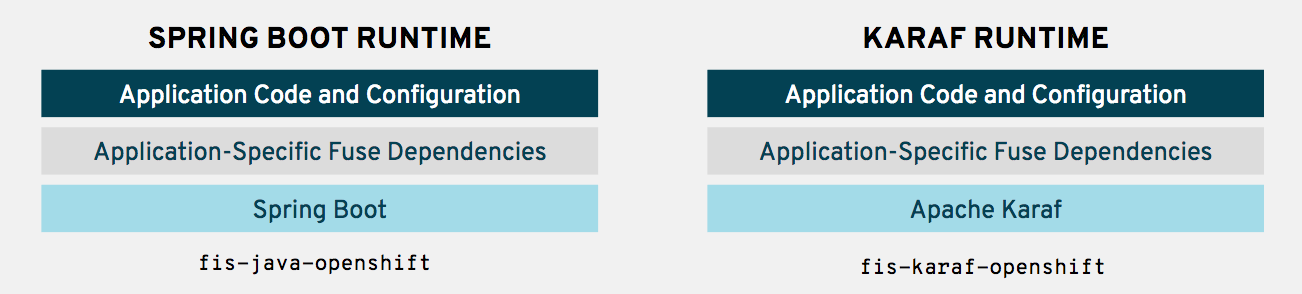 SPRING BOOT RUNTIME
Application Code and Configuration
Application-Specific Fuse Dependencies
Spring Boot
fis-java-openshift
KARAF RUNTIME
Application Code and Configuration
Application-Specific Fuse Dependencies
Apache Karaf
fis-karaf-openshift